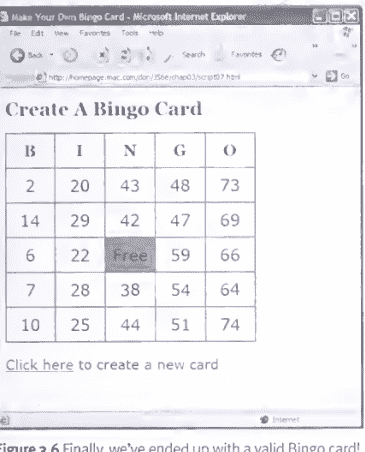 Make Your Own Bingo Card - Microsoft Internet Explorer
File Edit View Favorites Tools Help
Back Search Favorites
Go
Create A Bingo Card
B I N G O
2 20 43 48 73
14 29 42 47 69
6 22 Free 59 66
7 28 38 54 64
10 25 44 51 74
Click here to create a new card
Internet
Figure 3.6 Finally, we've ended up with a valid Bingo card!